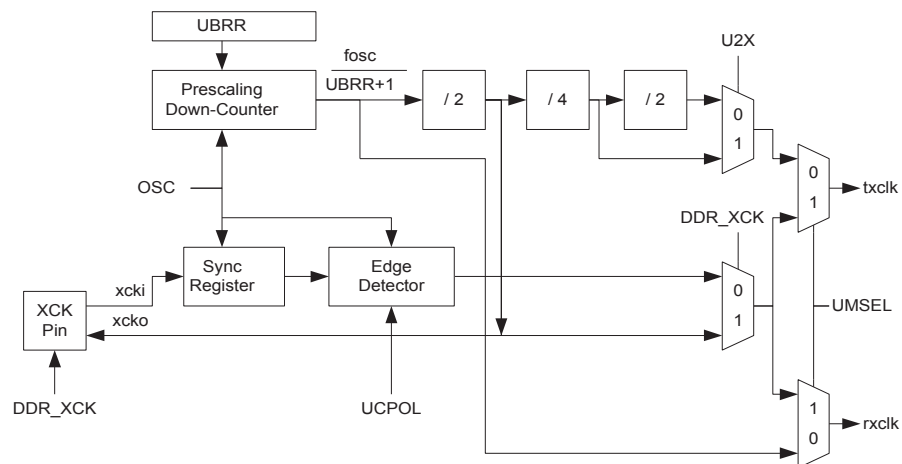 UBRR
fosc
U2X
Prescaling
Down-Counter
UBRR+1
/ 2
/ 4
/ 2
0
1
OSC
0
1
txclk
DDR_XCK
Sync
Register
Edge
Detector
xcki
0
1
UMSEL
XCK
Pin
xcko
DDR_XCK
UCPOL
1
0
rxclk